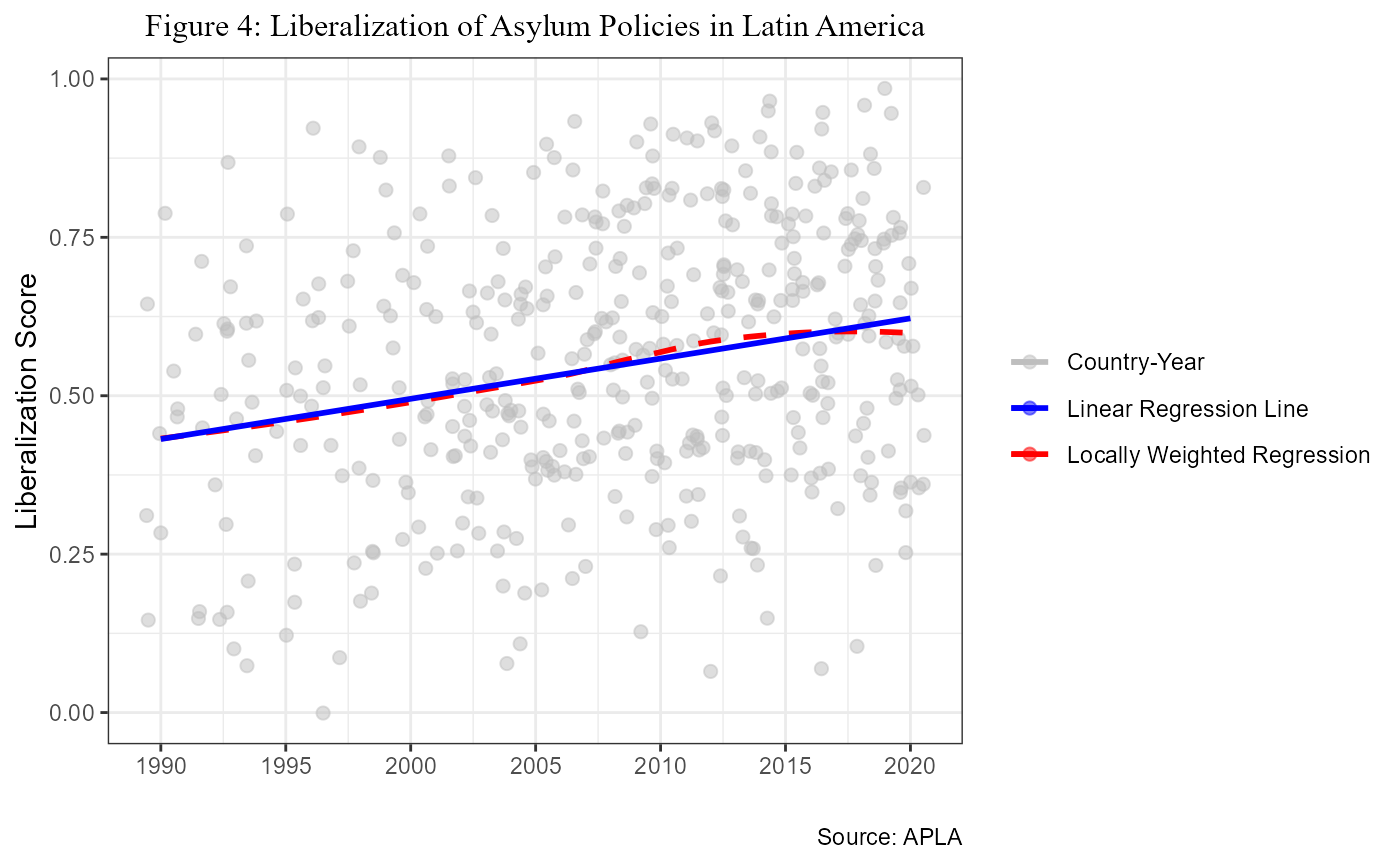 Figure 4: Liberalization of Asylum Policies in Latin America
Liberalization Score
1.00
0.75
0.50
0.25
0.00
1990 1995 2000 2005 2010 2015 2020
Country-Year
Linear Regression Line
Locally Weighted Regression
Source: APLA